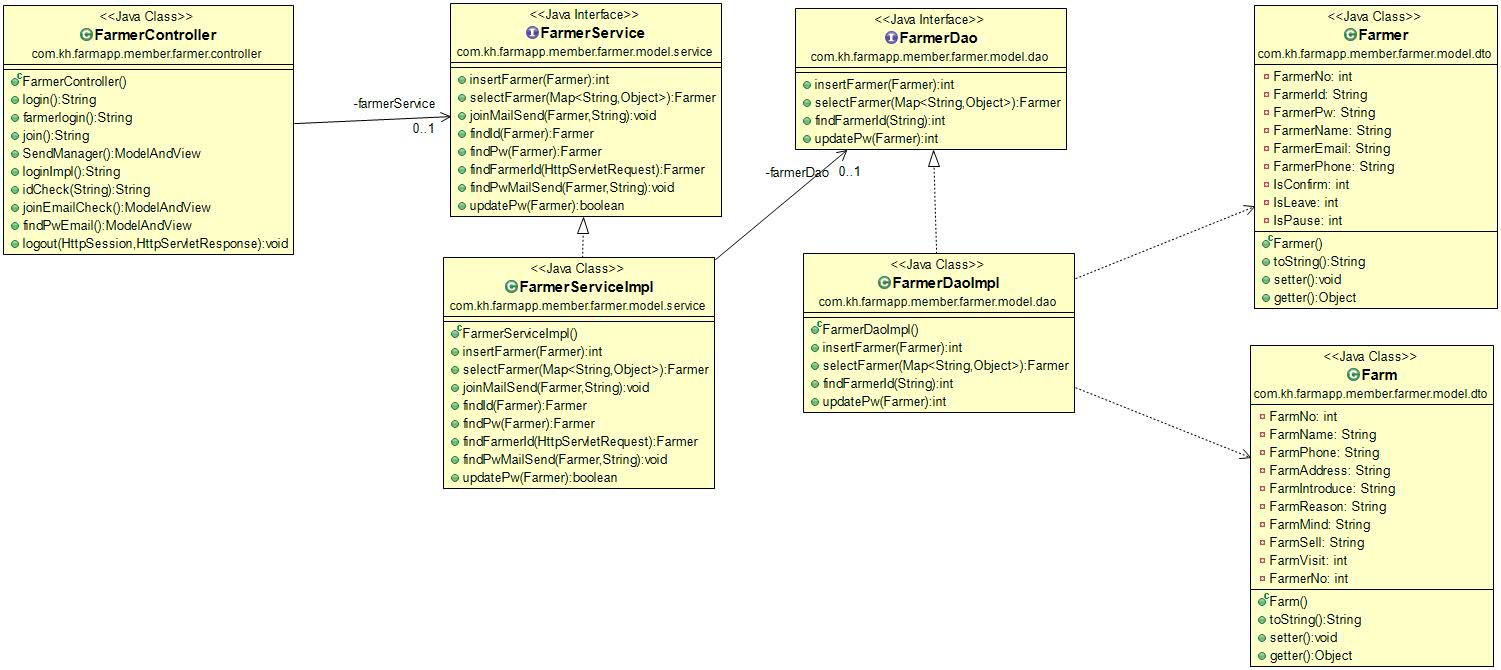 <<Java Class>>
FarmerController
com.kh.farmapp.member.farmer.controller
FarmerController()
login():String
farmerlogin():String
join():String
SendManager():ModelAndView
loginImpl():String
idCheck(String):String
joinEmailCheck():ModelAndView
findPwEmail():ModelAndView
logout(HttpSession,HttpServletResponse):void
-farmerService
0..1
<<Java Interface>>
FarmerService
com.kh.farmapp.member.farmer.model.service
insertFarmer(Farmer):int
selectFarmer(Map<String,Object>):Farmer
joinMailSend(Farmer,String):void
findId(Farmer):Farmer
findPw(Farmer):Farmer
findFarmerId(HttpServletRequest):Farmer
findPwMailSend(Farmer,String):void
updatePw(Farmer):boolean
<<Java Class>>
FarmerServiceImpl
com.kh.farmapp.member.farmer.model.service
FarmerServiceImpl()
insertFarmer(Farmer):int
selectFarmer(Map<String,Object>):Farmer
joinMailSend(Farmer,String):void
findId(Farmer):Farmer
findPw(Farmer):Farmer
findFarmerId(HttpServletRequest):Farmer
findPwMailSend(Farmer,String):void
updatePw(Farmer):boolean
-farmerDao
0..1
<<Java Interface>>
FarmerDao
com.kh.farmapp.member.farmer.model.dao
insertFarmer(Farmer):int
selectFarmer(Map<String,Object>):Farmer
findFarmerId(String):int
updatePw(Farmer):int
<<Java Class>>
FarmerDaoImpl
com.kh.farmapp.member.farmer.model.dao
FarmerDaoImpl()
insertFarmer(Farmer):int
selectFarmer(Map<String,Object>):Farmer
findFarmerId(String):int
updatePw(Farmer):int
<<Java Class>>
Farmer
com.kh.farmapp.member.farmer.model.dto
FarmerNo: int
FarmerId: String
FarmerPw: String
FarmerName: String
FarmerEmail: String
FarmerPhone: String
IsConfirm: int
IsLeave: int
IsPause: int
Farmer()
toString():String
setter():void
getter():Object
<<Java Class>>
Farm
com.kh.farmapp.member.farmer.model.dto
FarmNo: int
FarmName: String
FarmPhone: String
FarmAddress: String
FarmIntroduce: String
FarmReason: String
FarmMind: String
FarmSell: String
FarmVisit: int
FarmerNo: int
Farm()
toString():String
setter():void
getter():Object